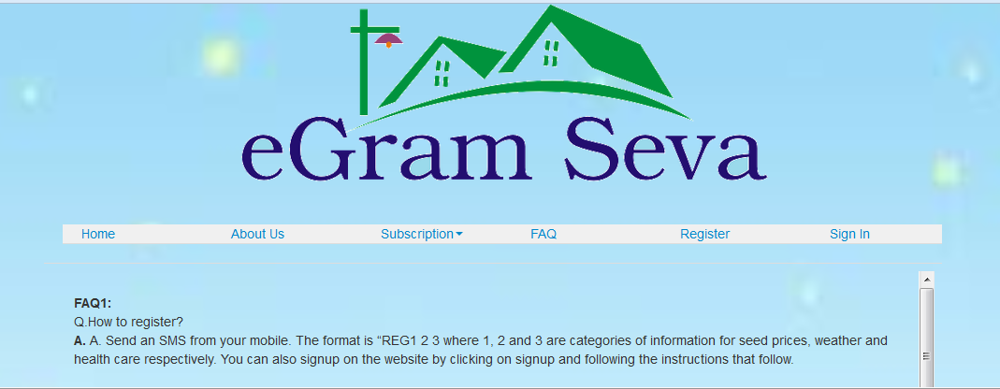 eGram Seva
Home About Us Subscription FAQ Register Sign In
FAQ1:
Q.How to register?
A. A. Send an SMS from your mobile. The format is “REG1 2 3 where 1, 2 and 3 are categories of information for seed prices, weather and
health care respectively. You can also signup on the website by clicking on signup and following the instructions that follow.